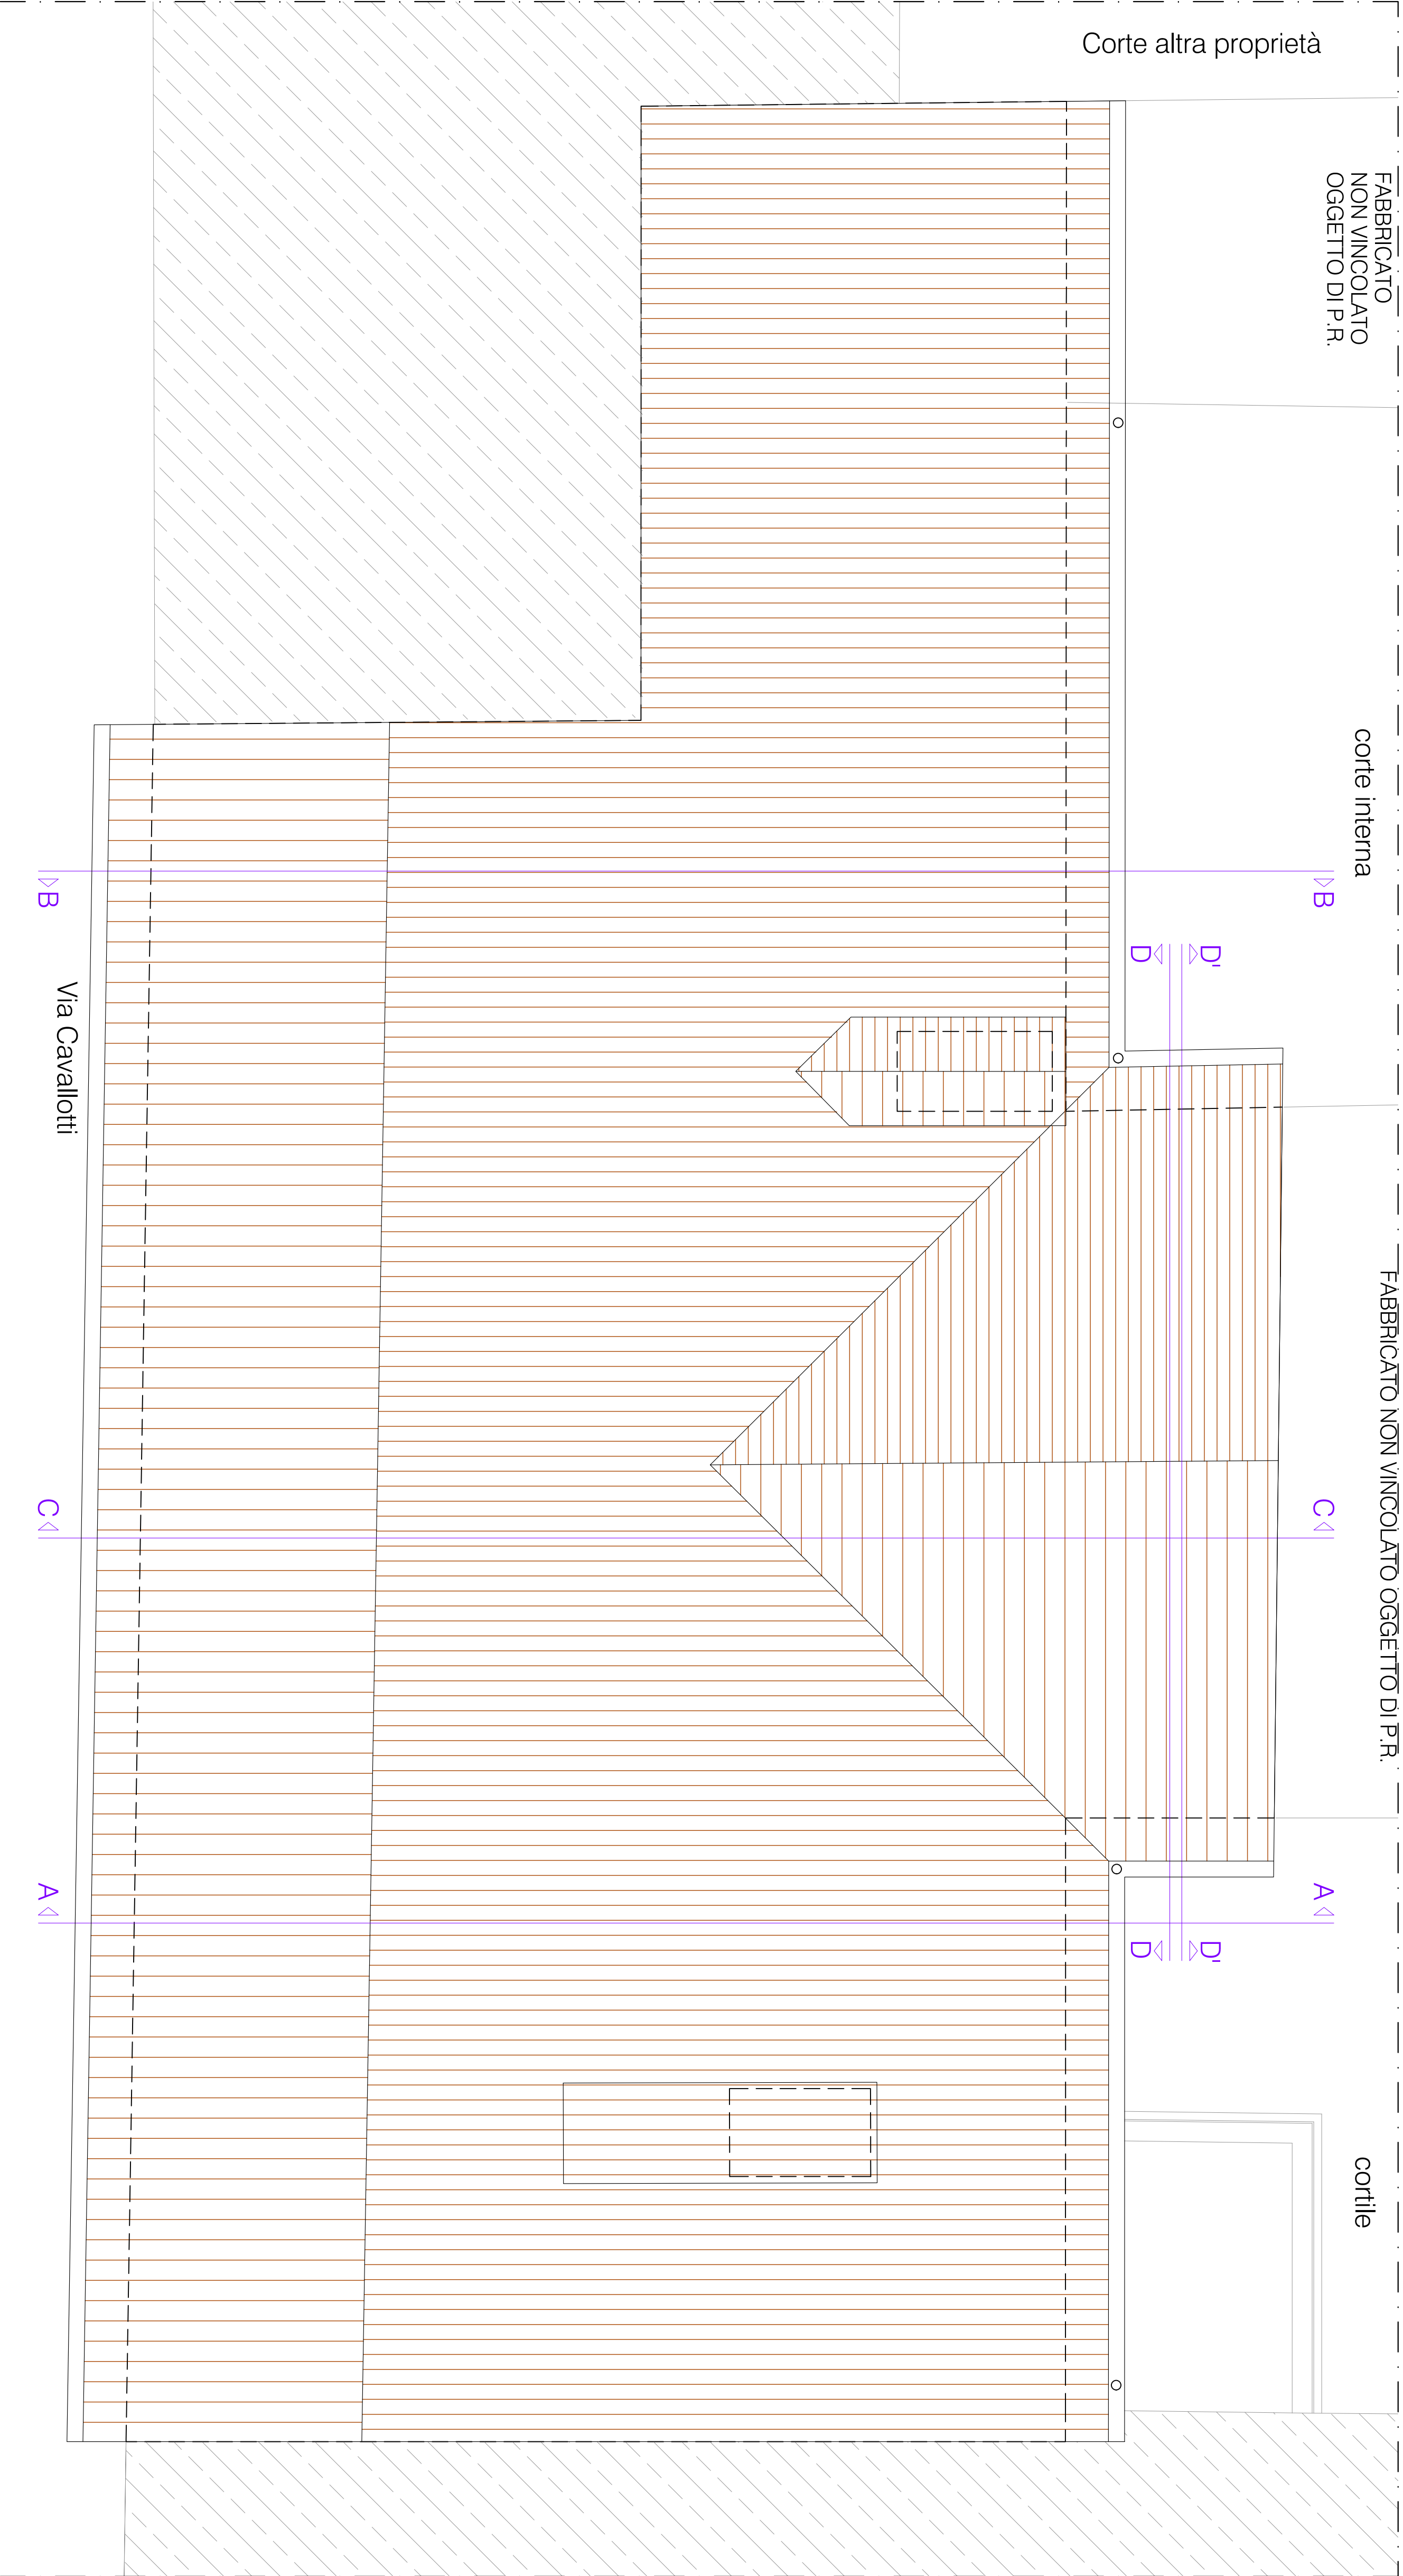 Corte altra proprietà
FABBRICATO
NON VINCOLATO
OGGETTO DI P.R.
corte interna
B
B
D
D'
Via Cavallotti
FABBRICATO NON VINCOLATO OGGETTO DI P.R.
C
C
A
A
D
D'
cortile